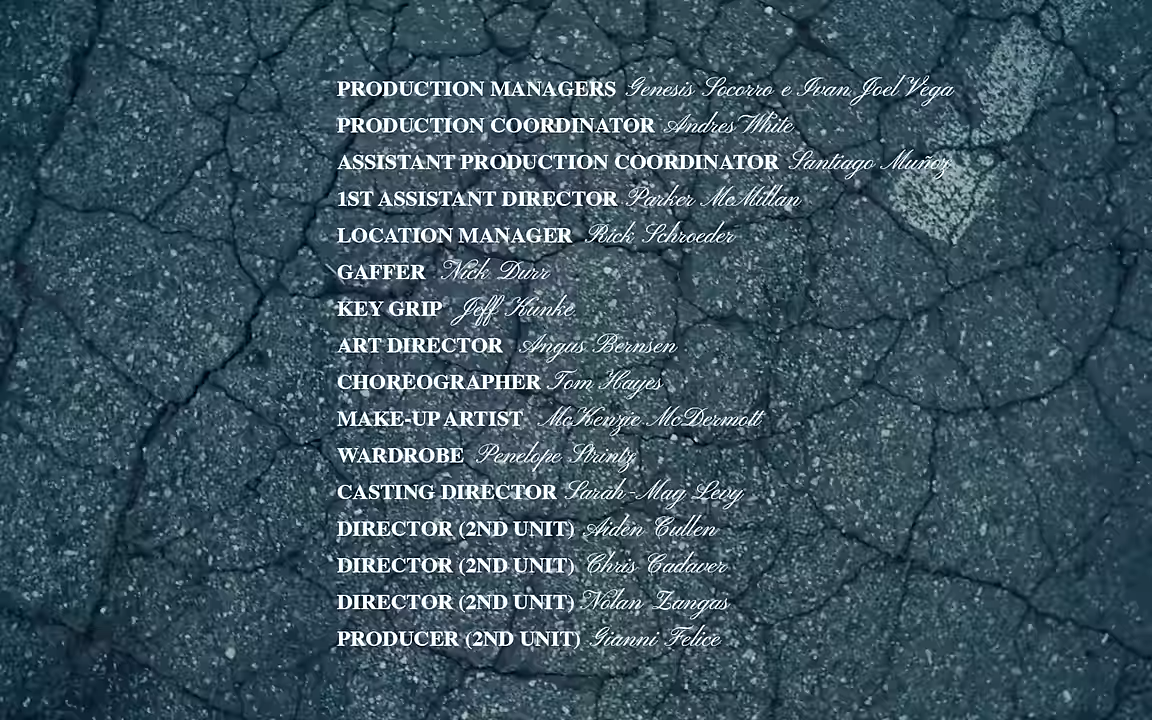 PRODUCTION MANAGERS Genesis Socorro e Ivan Joel Vega
PRODUCTION COORDINATOR Andres White
ASSISTANT PRODUCTION COORDINATOR Santiago Muñoz
1ST ASSISTANT DIRECTOR Parker McMillan
LOCATION MANAGER Rick Schroeder
GAFFER Nick Durr
KEY GRIP Jeff Kunke
ART DIRECTOR Angus Bernsen
CHOREOGRAPHER Tom Hayes
MAKE-UP ARTIST McKenzie McDermott
WARDROBE Penelope Strintz
CASTING DIRECTOR Sarah-Mag Levy
DIRECTOR (2ND UNIT) Aiden Cullen
DIRECTOR (2ND UNIT) Chris Cadaver
DIRECTOR (2ND UNIT) Nolan Zangas
PRODUCER (2ND UNIT) Gianni Felice